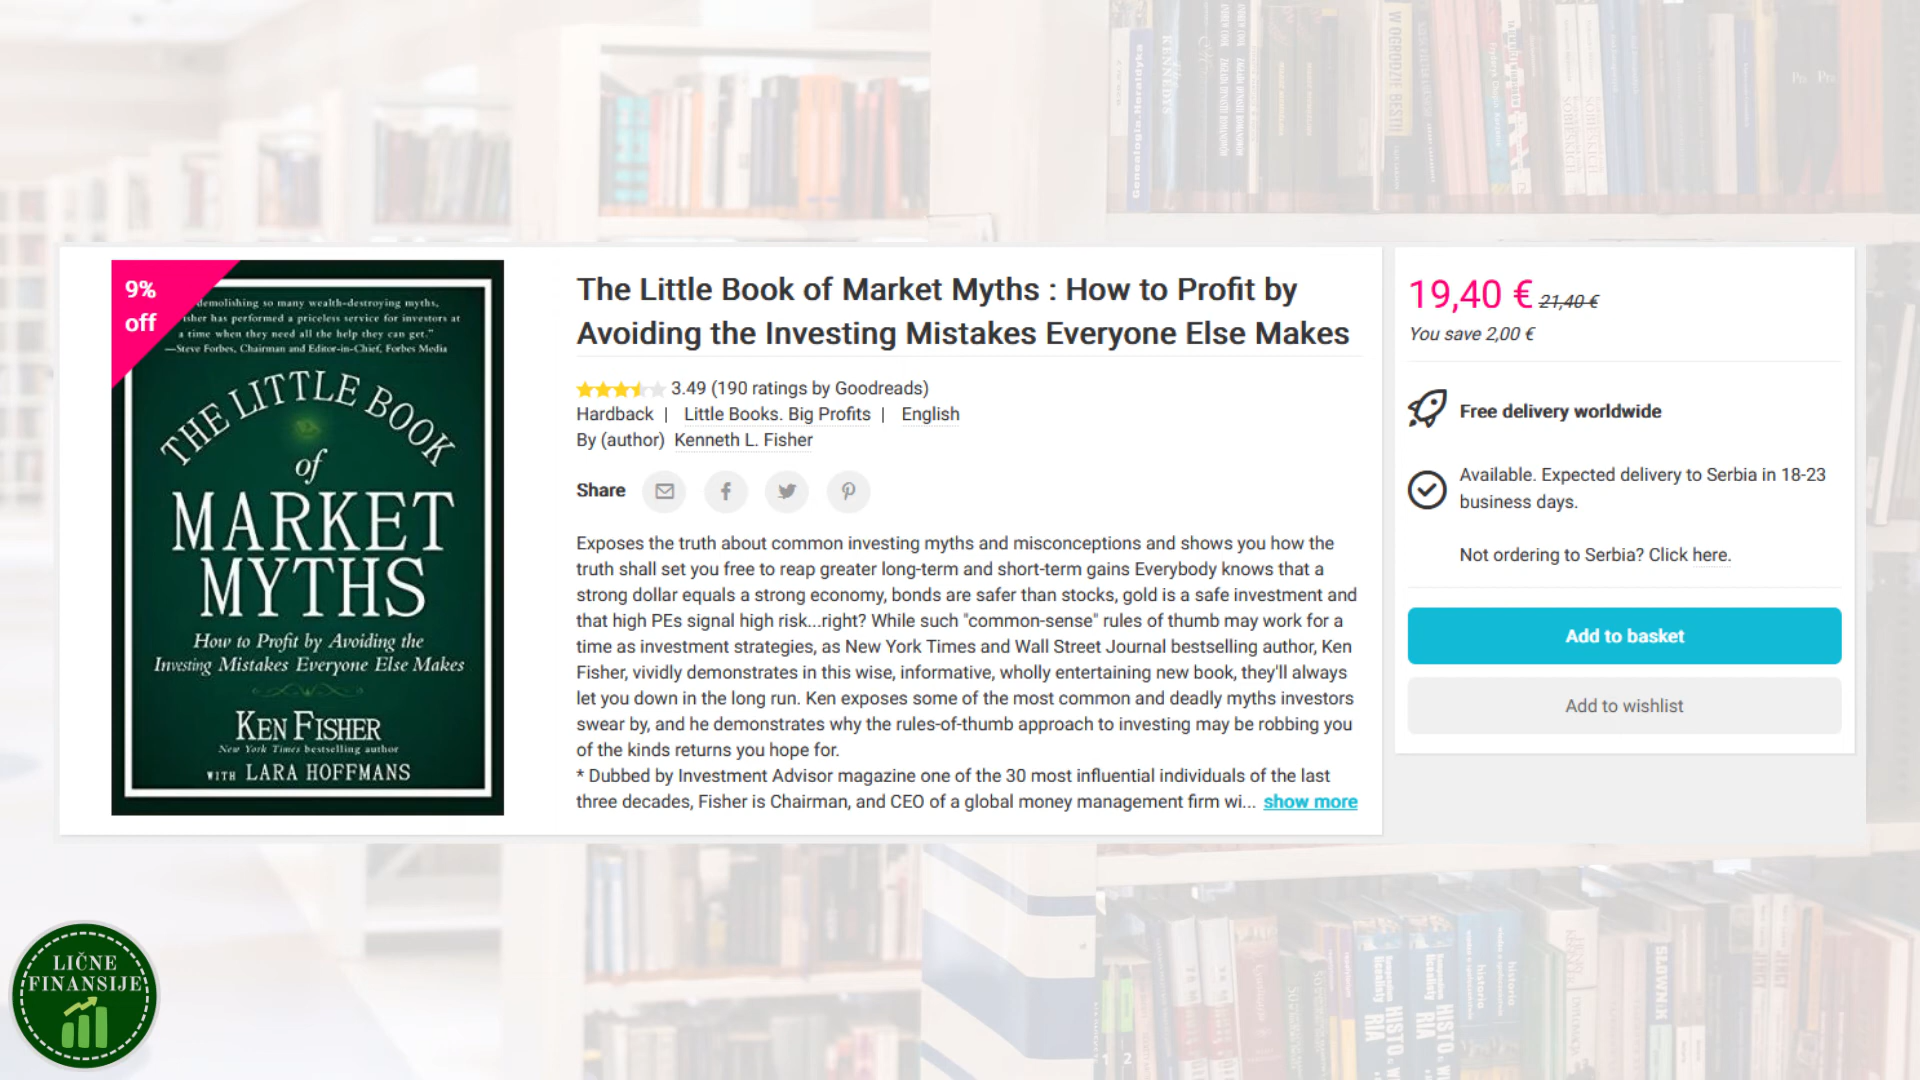 9%
off
demolishing so many wealth-destroying myths,
isher has performed a priceless service for investors at
a time when they need all the help they can get."
—Steve Forbes, Chairman and Editor-in-Chief, Forbes Media
THE LITTLE BOOK
of
MARKET
MYTHS
How to Profit by Avoiding the
Investing Mistakes Everyone Else Makes
KEN FISHER
New York Times bestselling author
WITH LARA HOFFMANS
The Little Book of Market Myths : How to Profit by
Avoiding the Investing Mistakes Everyone Else Makes
3.49 (190 ratings by Goodreads)
Hardback | Little Books. Big Profits | English
By (author) Kenneth L. Fisher
Share
Exposes the truth about common investing myths and misconceptions and shows you how the
truth shall set you free to reap greater long-term and short-term gains Everybody knows that a
strong dollar equals a strong economy, bonds are safer than stocks, gold is a safe investment and
that high PEs signal high risk...right? While such "common-sense" rules of thumb may work for a
time as investment strategies, as New York Times and Wall Street Journal bestselling author, Ken
Fisher, vividly demonstrates in this wise, informative, wholly entertaining new book, they'll always
let you down in the long run. Ken exposes some of the most common and deadly myths investors
swear by, and he demonstrates why the rules-of-thumb approach to investing may be robbing you
of the kinds returns you hope for.
* Dubbed by Investment Advisor magazine one of the 30 most influential individuals of the last
three decades, Fisher is Chairman, and CEO of a global money management firm wi... show more
19,40 € 21,40 €
You save 2,00 €
Free delivery worldwide
Available. Expected delivery to Serbia in 18-23
business days.
Not ordering to Serbia? Click here.
Add to basket
Add to wishlist
LIČNE
FINANSIJE
Genealogia.Heraldyka
KENNEDYS
W OGRODZIE BESTII
SŁOWNIK
historia